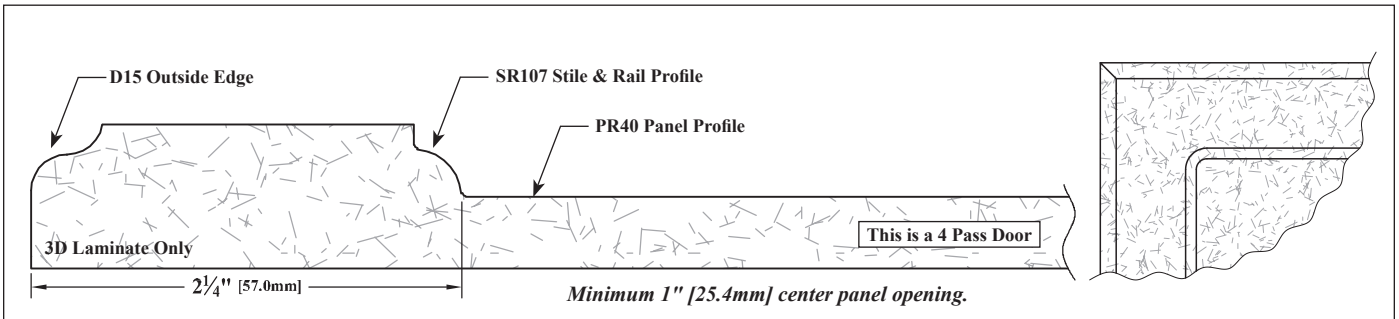 D15 Outside Edge
SR107 Stile & Rail Profile
PR40 Panel Profile
This is a 4 Pass Door
3D Laminate Only
2¼" [57.0mm]
Minimum 1" [25.4mm] center panel opening.